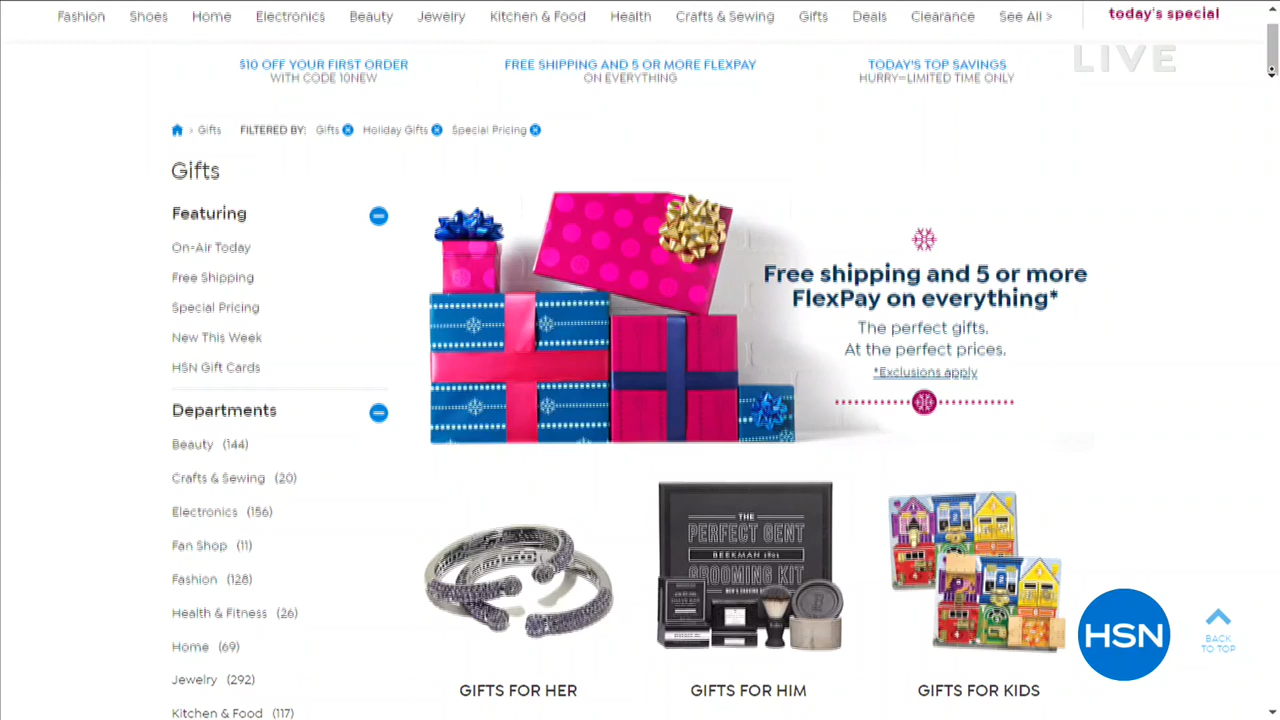 Fashion Shoes Home Electronics Beauty Jewelry Kitchen & Food Health Crafts & Sewing Gifts Deals Clearance See All > today's special
LIVE
$10 OFF YOUR FIRST ORDER
WITH CODE 10NEW
FREE SHIPPING AND 5 OR MORE FLEXPAY
ON EVERYTHING
TODAY'S TOP SAVINGS
HURRY-LIMITED TIME ONLY
> Gifts FILTERED BY: Gifts Holiday Gifts Special Pricing
Gifts
Featuring
On-Air Today
Free Shipping
Special Pricing
New This Week
HSN Gift Cards
Departments
Beauty (144)
Crafts & Sewing (20)
Electronics (156)
Fan Shop (11)
Fashion (128)
Health & Fitness (26)
Home (69)
Jewelry (292)
Kitchen & Food (117)
Free shipping and 5 or more
FlexPay on everything*
The perfect gifts.
At the perfect prices.
*Exclusions apply
THE
PERFECT GENT
BEEKMAN 1802
GROOMING KIT
GIFTS FOR HER
GIFTS FOR HIM
GIFTS FOR KIDS
HSN
BACK
TO TOP